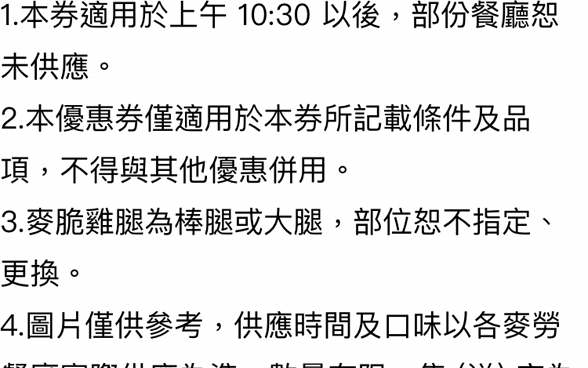 1.本券適用於上午 10:30 以後，部份餐廳恕
未供應。
2.本優惠券僅適用於本券所記載條件及品
項，不得與其他優惠併用。
3.麥脆雞腿為棒腿或大腿，部位恕不指定、
更換。
4.圖片僅供參考，供應時間及口味以各麥勞